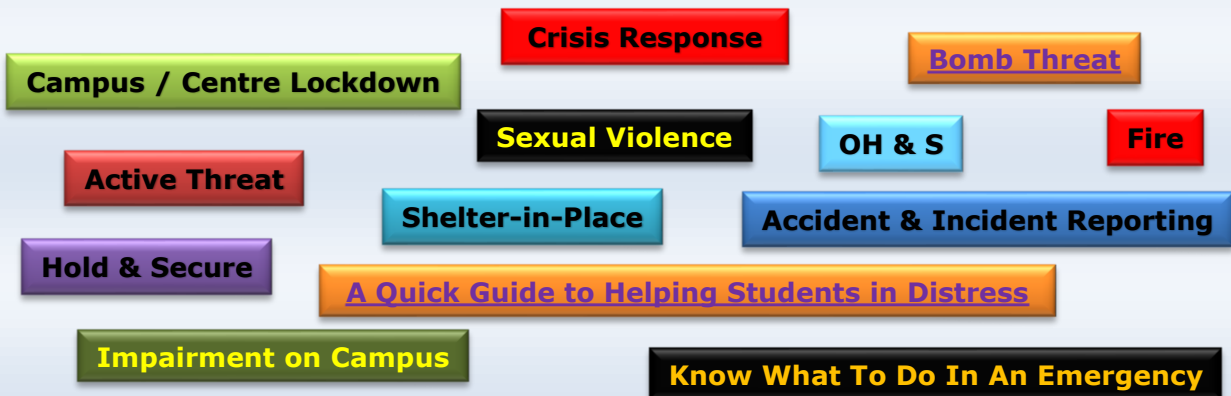 Crisis Response
Bomb Threat
Campus / Centre Lockdown
Sexual Violence
OH & S
Fire
Active Threat
Shelter-in-Place
Accident & Incident Reporting
Hold & Secure
A Quick Guide to Helping Students in Distress
Impairment on Campus
Know What To Do In An Emergency